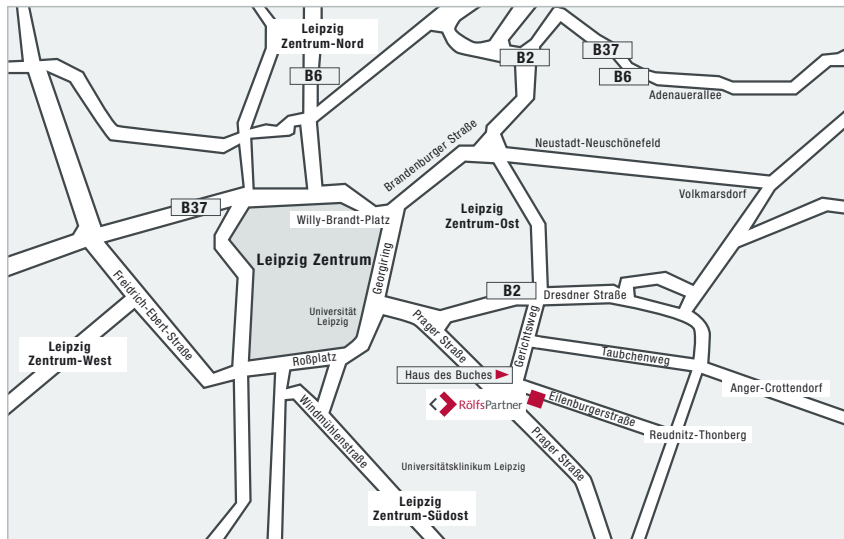 Leipzig
Zentrum-Nord
B6
B2
B37
B6
Adenauerallee
Brandenburger Straße
Neustadt-Neuschönefeld
Volkmarsdorf
B37
Willy-Brandt-Platz
Leipzig
Zentrum-Ost
Leipzig Zentrum
Georgiring
Universität
Leipzig
B2
Dresdner Straße
Freidrich-Ebert-Straße
Prager Straße
Gerichtsweg
Leipzig
Zentrum-West
Roßplatz
Taubchenweg
Haus des Buches
Anger-Crottendorf
RölfsPartner
Eilenburgerstraße
Windmühlenstraße
Prager Straße
Reudnitz-Thonberg
Universitätsklinikum Leipzig
Leipzig
Zentrum-Südost